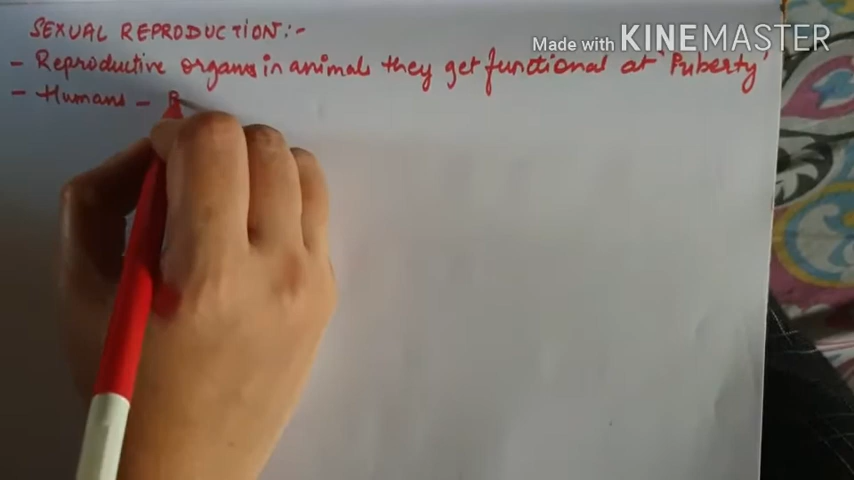 SEXUAL REPRODUCTION:-
Made with KINEMASTER
- Reproductive organs in animals they get functional at 'Puberty'
- Humans -